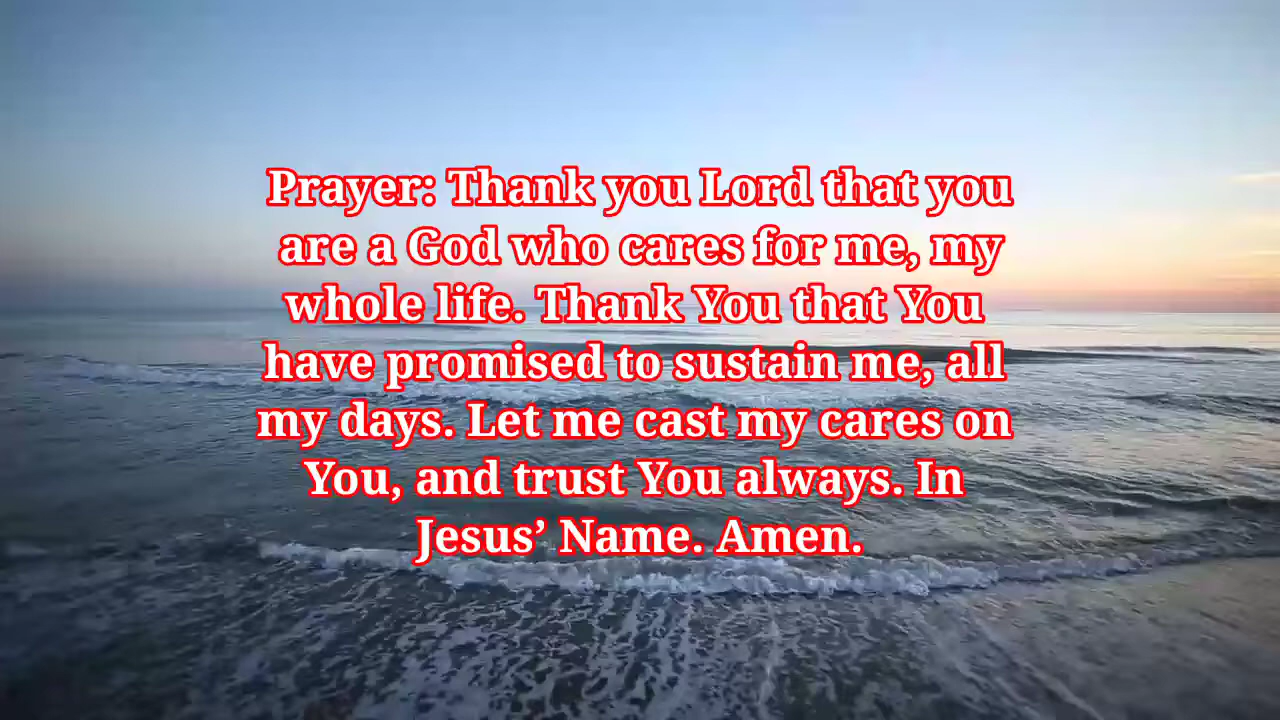 Prayer: Thank you Lord that you
are a God who cares for me, my
whole life. Thank You that You
have promised to sustain me, all
my days. Let me cast my cares on
You, and trust You always. In
Jesus’ Name. Amen.